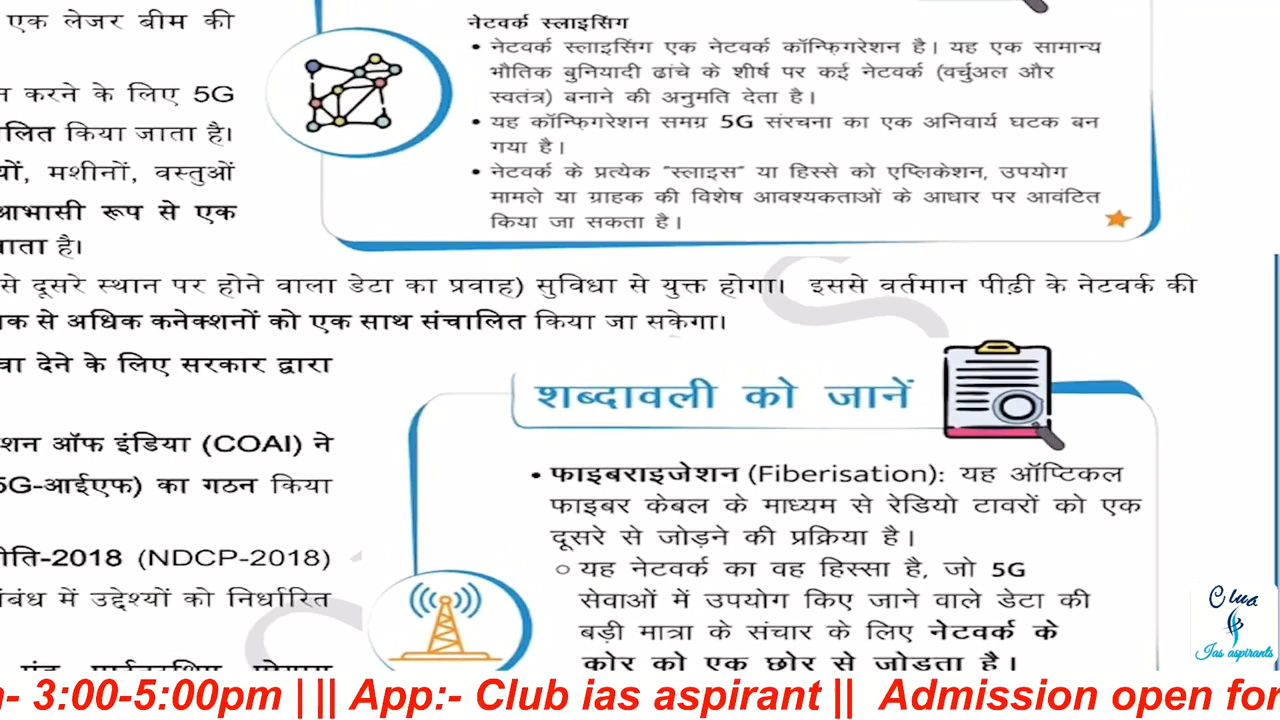 एक लेजर बीम की
न करने के लिए 5G
लित किया जाता है।
यों, मशीनों, वस्तुओं
आभासी रूप से एक
जाता है।
नेटवर्क स्लाइसिंग
• नेटवर्क स्लाइसिंग एक नेटवर्क कॉन्फ़िगरेशन है। यह एक सामान्य
भौतिक बुनियादी ढांचे के शीर्ष पर कई नेटवर्क (वर्चुअल और
स्वतंत्र) बनाने की अनुमति देता है।
• यह कॉन्फ़िगरेशन समग्र 5G संरचना का एक अनिवार्य घटक बन
गया है।
• नेटवर्क के प्रत्येक "स्लाइस" या हिस्से को एप्लिकेशन, उपयोग
मामले या ग्राहक की विशेष आवश्यकताओं के आधार पर आवंटित
किया जा सकता है।
से दूसरे स्थान पर होने वाला डेटा का प्रवाह) सुविधा से युक्त होगा। इससे वर्तमान पीढ़ी के नेटवर्क की
क से अधिक कनेक्शनों को एक साथ संचालित किया जा सकेगा।
वा देने के लिए सरकार द्वारा
शन ऑफ इंडिया (COAI) ने
5G-आईएफ) का गठन किया
ीति-2018 (NDCP-2018)
संबंध में उद्देश्यों को निर्धारित
शब्दावली को जानें
• फाइबराइजेशन (Fiberisation): यह ऑप्टिकल
फाइबर केबल के माध्यम से रेडियो टावरों को एक
दूसरे से जोड़ने की प्रक्रिया है।
○ यह नेटवर्क का वह हिस्सा है, जो 5G
सेवाओं में उपयोग किए जाने वाले डेटा की
बड़ी मात्रा के संचार के लिए नेटवर्क के
कोर को एक छोर से जोडता है।
Club
Ias aspirants
- 3:00-5:00pm | || App:- Club ias aspirant || Admission open for